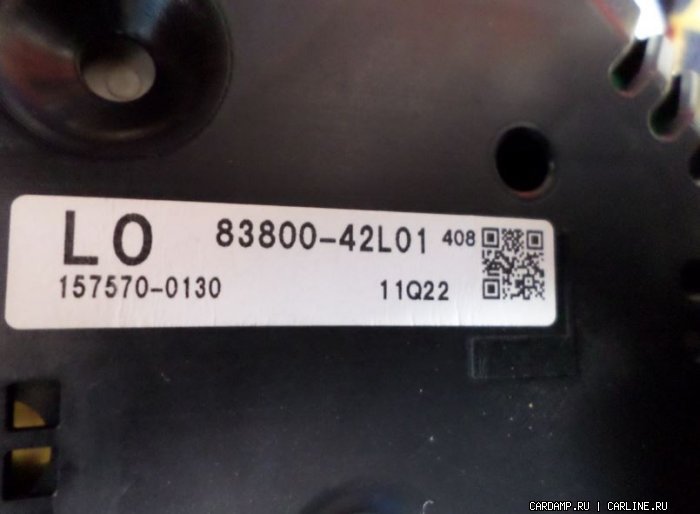 LO 83800-42L01 408
157570-0130 11Q22
CARDAMP.RU | CARLINE.RU